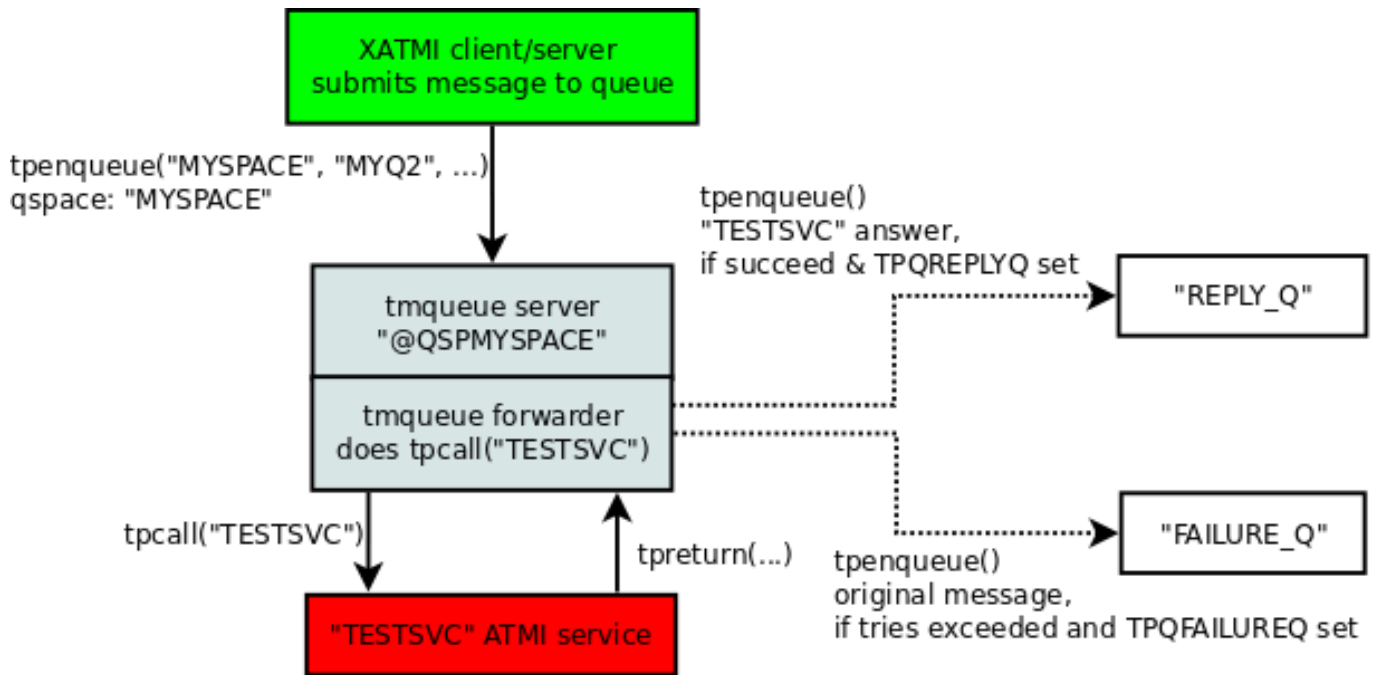 XATMI client/server
submits message to queue
tpenqueue("MYSPACE", "MYQ2", ...)
qspace: "MYSPACE"
tpenqueue()
"TESTSVC" answer,
if succeed & TPQREPLYQ set
"REPLY_Q"
tmqueue server
"@QSPMYSPACE"
tmqueue forwarder
does tpcall("TESTSVC")
tpcall("TESTSVC")
tpreturn(...)
"FAILURE_Q"
tpenqueue()
original message,
if tries exceeded and TPQFAILUREQ set
"TESTSVC" ATMI service